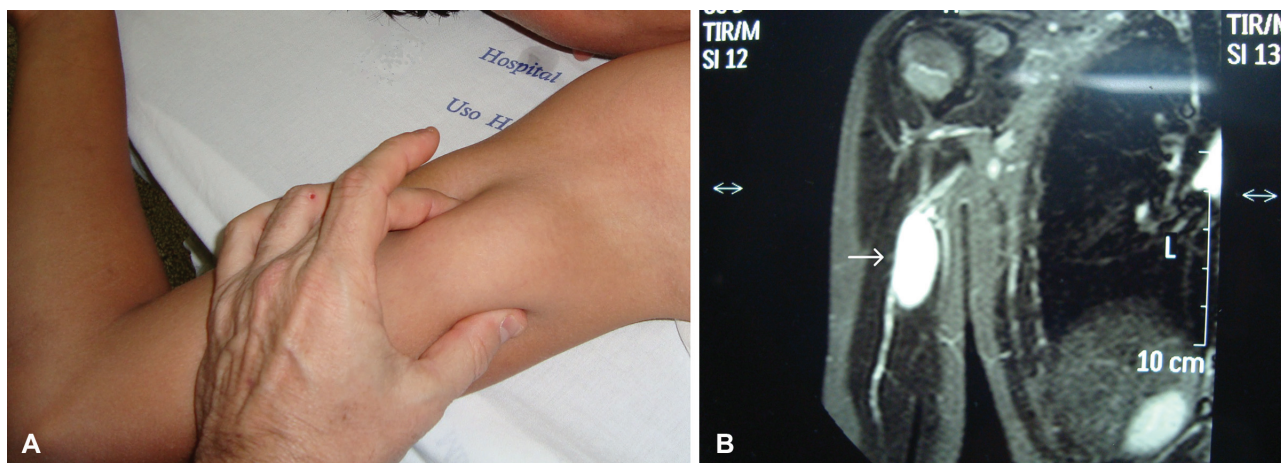 Hospital
Uso H
A
TIR/M
SI 12
TIR/M
SI 13
L
10 cm
B